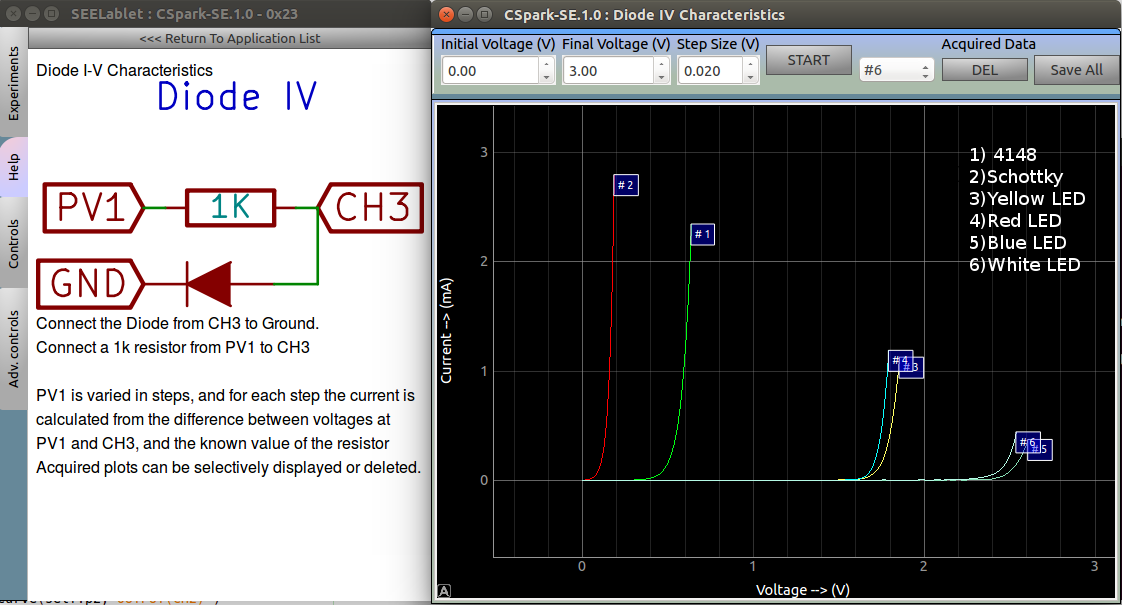 SEELablet : CSpark-SE.1.0 - 0x23
<<< Return To Application List
Experiments
Help
Controls
Adv. controls
Diode I-V Characteristics
Diode IV
PV1
1K
CH3
GND
Connect the Diode from CH3 to Ground.
Connect a 1k resistor from PV1 to CH3
PV1 is varied in steps, and for each step the current is
calculated from the difference between voltages at
PV1 and CH3, and the known value of the resistor
Acquired plots can be selectively displayed or deleted.
CSpark-SE.1.0 : Diode IV Characteristics
Initial Voltage (V) Final Voltage (V) Step Size (V) Acquired Data
0.00 3.00 0.020 START #6 DEL Save All
1) 4148
2)Schottky
3)Yellow LED
4)Red LED
5)Blue LED
6)White LED
# 2
# 1
# 4
# 3
# 6
# 5
Current --> (mA)
3
2
1
0
0 1 2 3
Voltage --> (V)
A